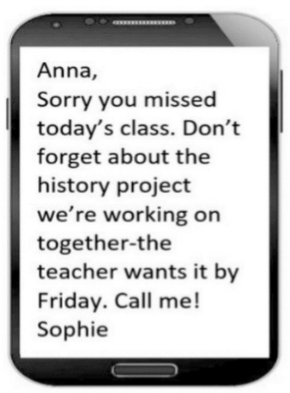 Anna,
Sorry you missed
today's class. Don't
forget about the
history project
we're working on
together-the
teacher wants it by
Friday. Call me!
Sophie